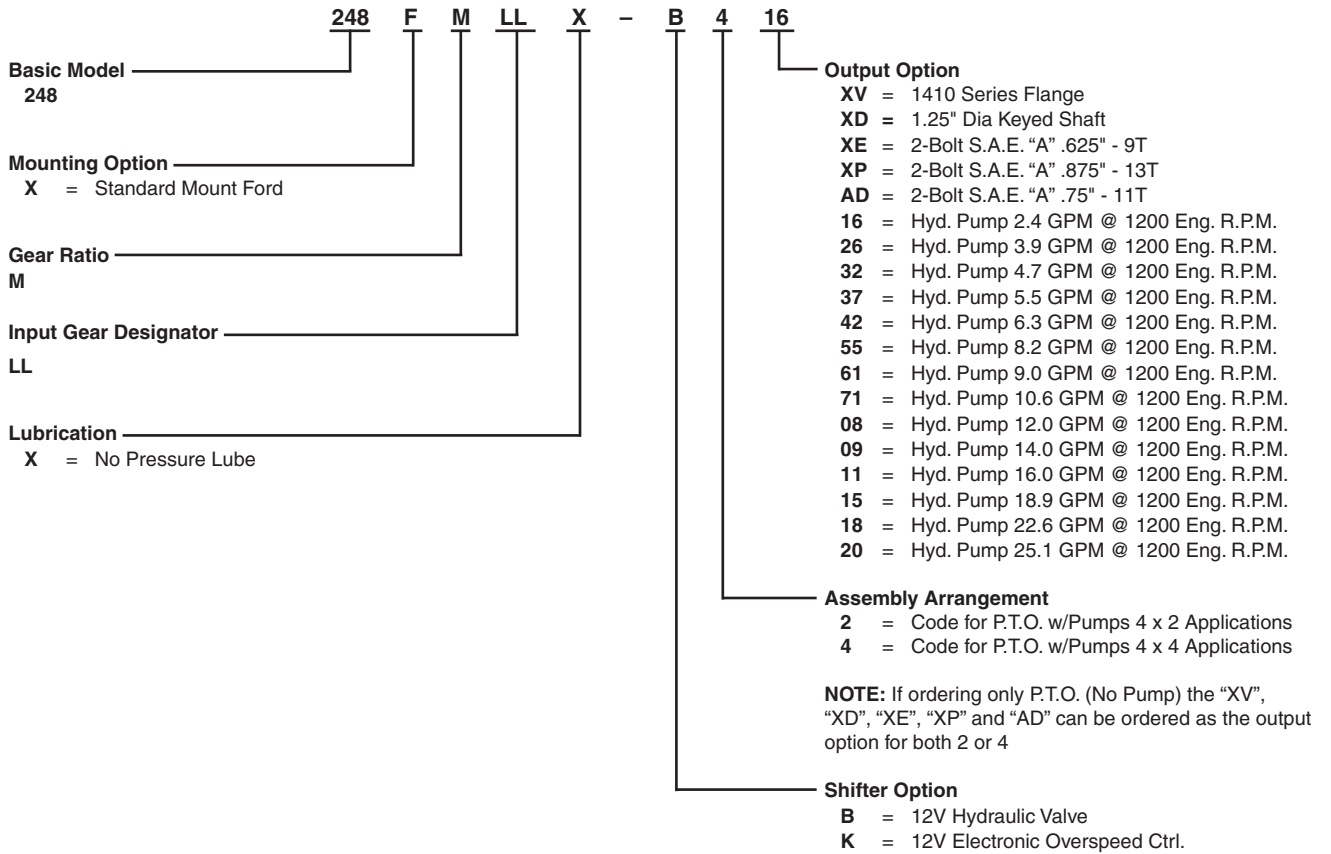 248 F M LL X – B 4 16
Basic Model
248
Mounting Option
X = Standard Mount Ford
Gear Ratio
M
Input Gear Designator
LL
Lubrication
X = No Pressure Lube
Output Option
XV = 1410 Series Flange
XD = 1.25" Dia Keyed Shaft
XE = 2-Bolt S.A.E. “A” .625" - 9T
XP = 2-Bolt S.A.E. “A” .875" - 13T
AD = 2-Bolt S.A.E. “A” .75" - 11T
16 = Hyd. Pump 2.4 GPM @ 1200 Eng. R.P.M.
26 = Hyd. Pump 3.9 GPM @ 1200 Eng. R.P.M.
32 = Hyd. Pump 4.7 GPM @ 1200 Eng. R.P.M.
37 = Hyd. Pump 5.5 GPM @ 1200 Eng. R.P.M.
42 = Hyd. Pump 6.3 GPM @ 1200 Eng. R.P.M.
55 = Hyd. Pump 8.2 GPM @ 1200 Eng. R.P.M.
61 = Hyd. Pump 9.0 GPM @ 1200 Eng. R.P.M.
71 = Hyd. Pump 10.6 GPM @ 1200 Eng. R.P.M.
08 = Hyd. Pump 12.0 GPM @ 1200 Eng. R.P.M.
09 = Hyd. Pump 14.0 GPM @ 1200 Eng. R.P.M.
11 = Hyd. Pump 16.0 GPM @ 1200 Eng. R.P.M.
15 = Hyd. Pump 18.9 GPM @ 1200 Eng. R.P.M.
18 = Hyd. Pump 22.6 GPM @ 1200 Eng. R.P.M.
20 = Hyd. Pump 25.1 GPM @ 1200 Eng. R.P.M.
Assembly Arrangement
2 = Code for P.T.O. w/Pumps 4 x 2 Applications
4 = Code for P.T.O. w/Pumps 4 x 4 Applications
NOTE: If ordering only P.T.O. (No Pump) the “XV”,
“XD”, “XE”, “XP” and “AD” can be ordered as the output
option for both 2 or 4
Shifter Option
B = 12V Hydraulic Valve
K = 12V Electronic Overspeed Ctrl.